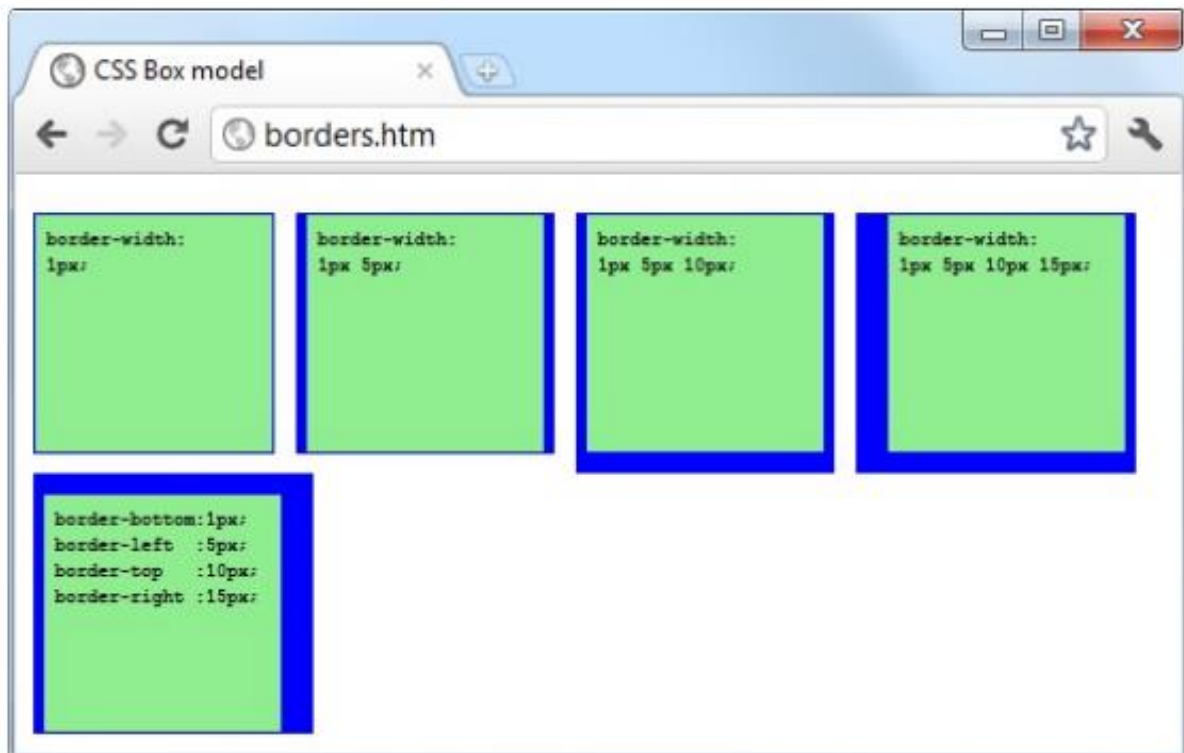 CSS Box model
borders.htm
border-width:
1px;
border-width:
1px 5px;
border-width:
1px 5px 10px;
border-width:
1px 5px 10px 15px;
border-bottom:1px;
border-left  :5px;
border-top   :10px;
border-right :15px;